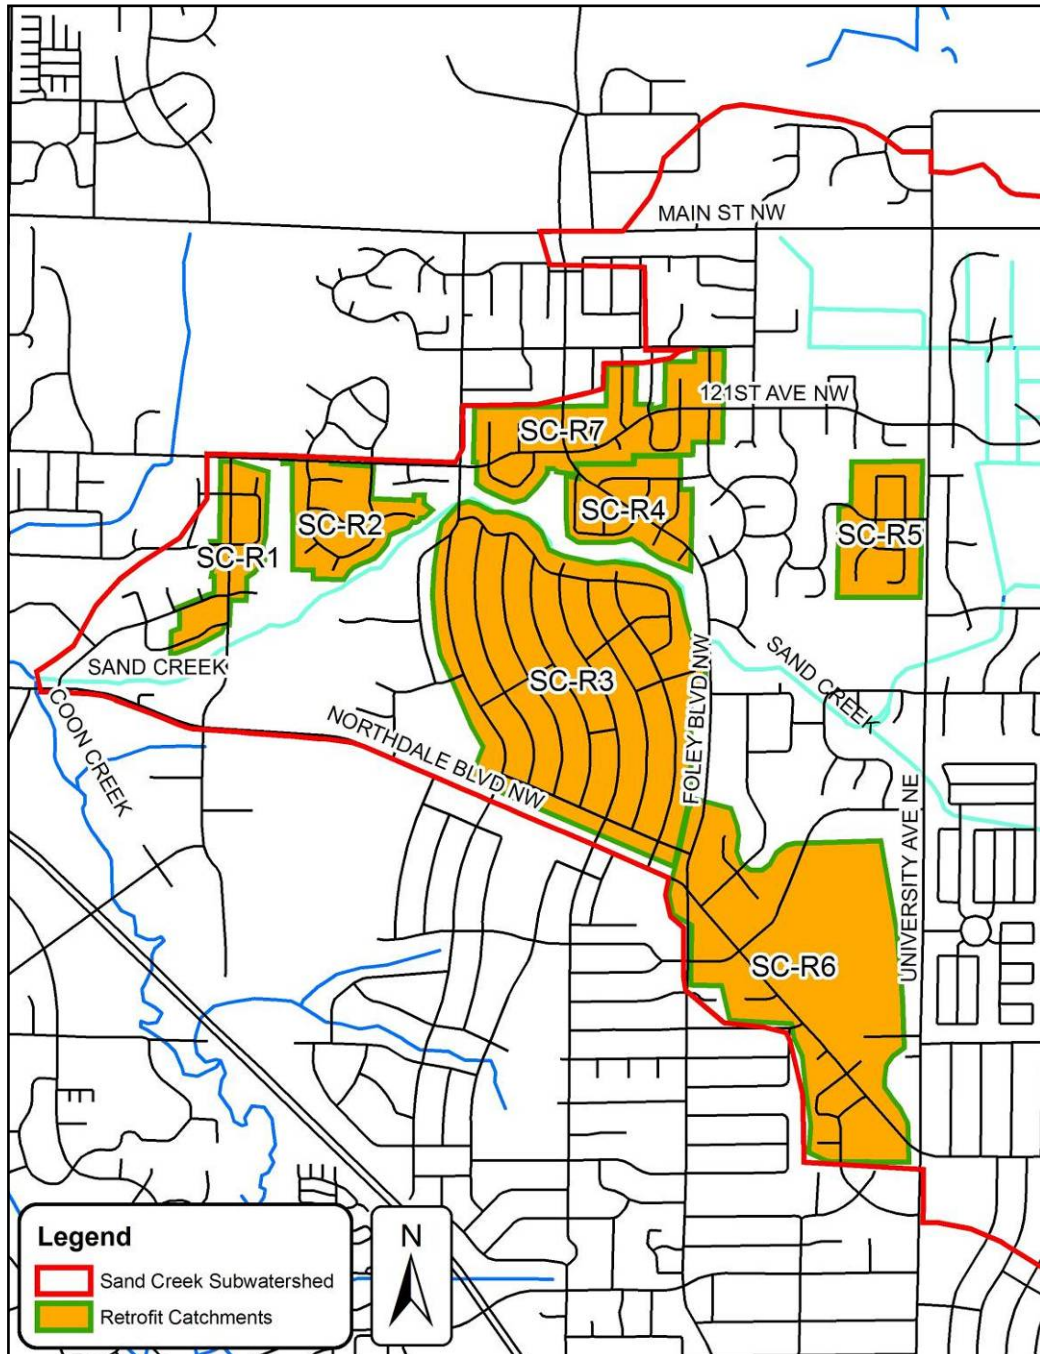 MAIN ST NW
121ST AVE NW
SC-R7
SC-R4
SC-R2
SC-R5
SC-R1
SAND CREEK
SAND CREEK
SC-R3
FOLEY BLVD NW
COON CREEK
NORTHDALE BLVD NW
UNIVERSITY AVE NE
SC-R6
Legend
Sand Creek Subwatershed
Retrofit Catchments
N